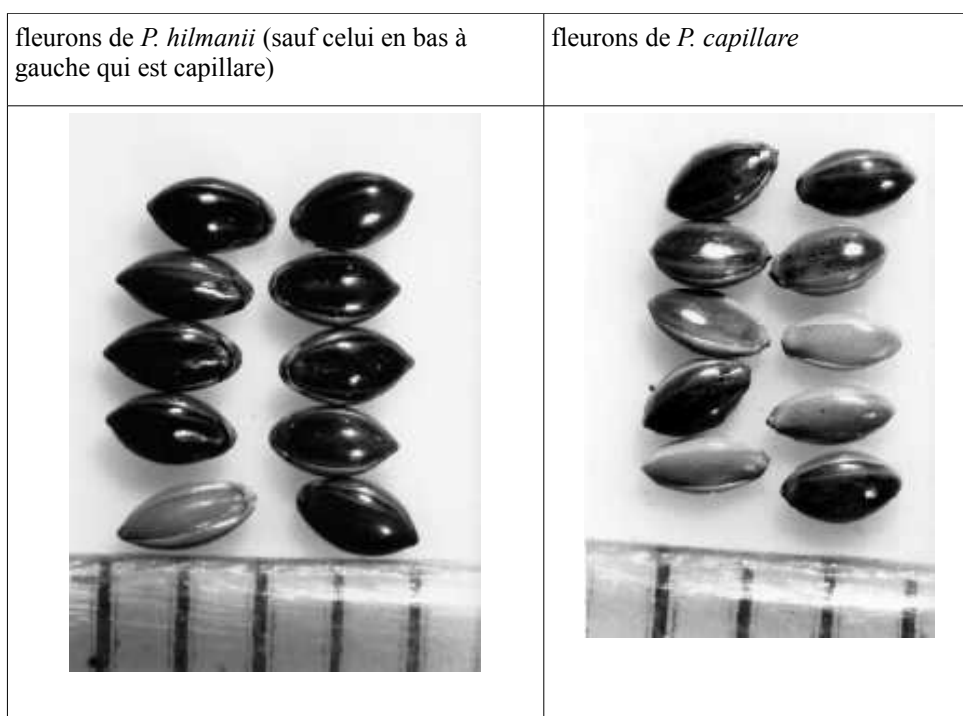 fleurons de P. hilmanii (sauf celui en bas à
gauche qui est capillare)
fleurons de P. capillare